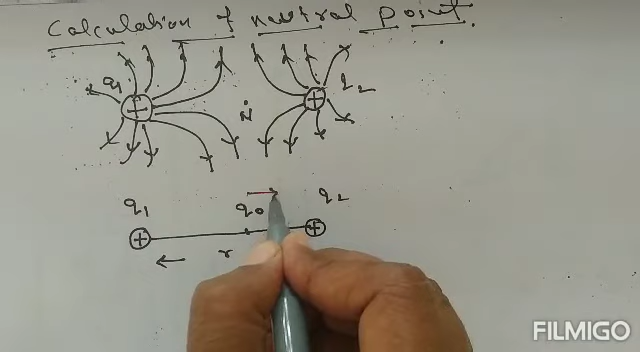 Calculation of neutral point.
q1 q2
+ N +
q1 q0 q2
+ r +
FILMIGO